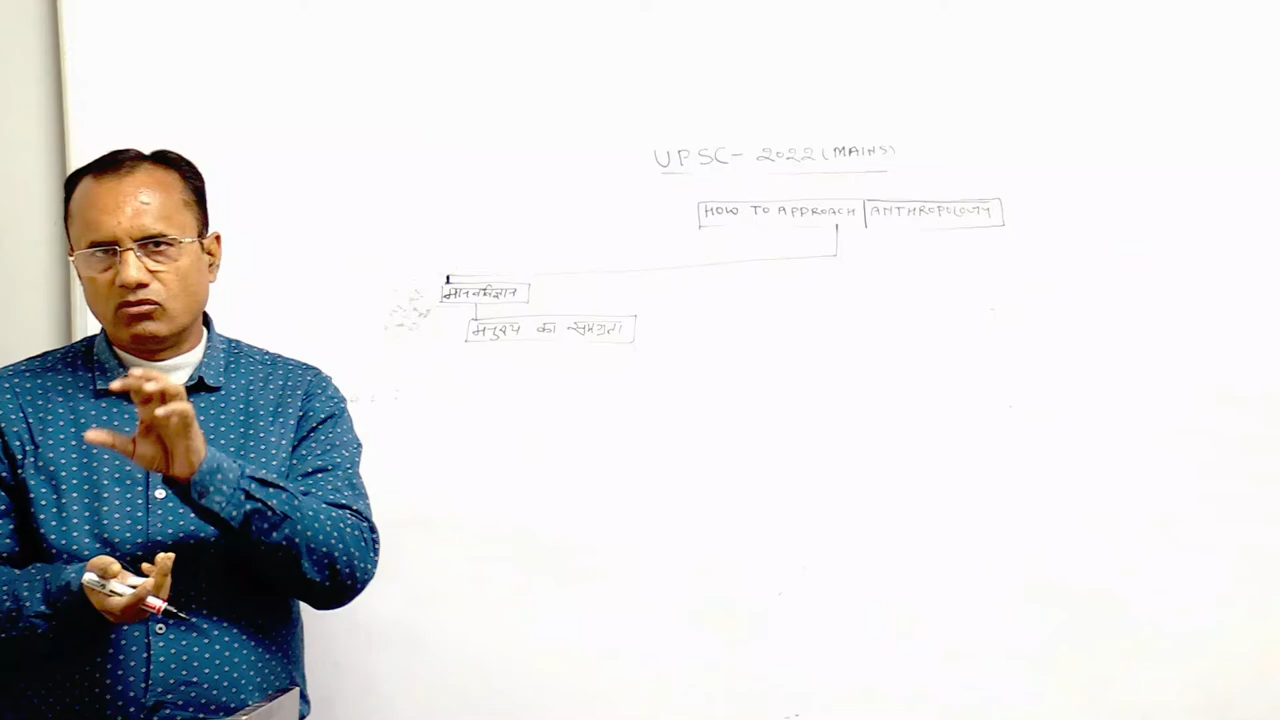 UPSC- 2022 (MAINS)
HOW TO APPROACH ANTHROPOLOGY
मानवविज्ञान
मनुष्य का समग्रता